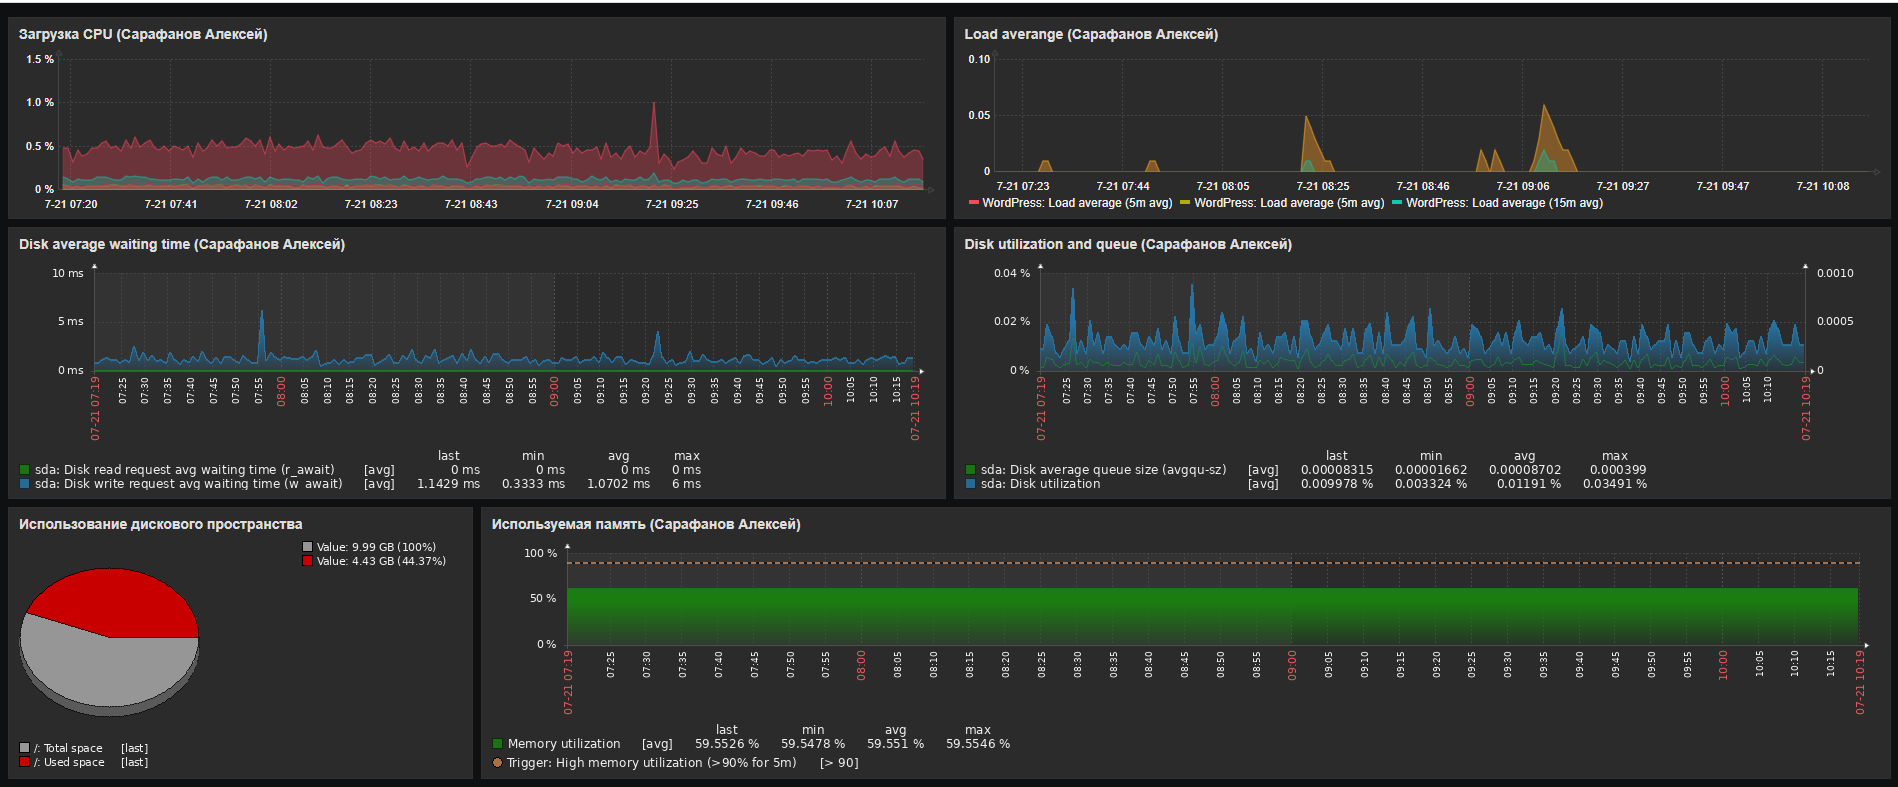 Загрузка CPU (Сарафанов Алексей)
1.5 %
1.0 %
0.5 %
0 %
7-21 07:20 7-21 07:41 7-21 08:02 7-21 08:23 7-21 08:43 7-21 09:04 7-21 09:25 7-21 09:46 7-21 10:07
Load averange (Сарафанов Алексей)
0.10
0.05
0
7-21 07:23 7-21 07:44 7-21 08:05 7-21 08:25 7-21 08:46 7-21 09:06 7-21 09:27 7-21 09:47 7-21 10:08
WordPress: Load average (5m avg) WordPress: Load average (5m avg) WordPress: Load average (15m avg)
Disk average waiting time (Сарафанов Алексей)
10 ms
5 ms
0 ms
07-21 07:19 07:25 07:30 07:35 07:40 07:45 07:50 07:55 08:00 08:05 08:10 08:15 08:20 08:25 08:30 08:35 08:40 08:45 08:50 08:55 09:00 09:05 09:10 09:15 09:20 09:25 09:30 09:35 09:40 09:45 09:50 09:55 10:00 10:05 10:10 10:15 07-21 10:19
last min avg max
sda: Disk read request avg waiting time (r_await) [avg] 0 ms 0 ms 0 ms 0 ms
sda: Disk write request avg waiting time (w_await) [avg] 1.1429 ms 0.3333 ms 1.0702 ms 6 ms
Disk utilization and queue (Сарафанов Алексей)
0.04 % 0.0010
0.02 % 0.0005
0 % 0
07-21 07:19 07:25 07:30 07:35 07:40 07:45 07:50 07:55 08:00 08:05 08:10 08:15 08:20 08:25 08:30 08:35 08:40 08:45 08:50 08:55 09:00 09:05 09:10 09:15 09:20 09:25 09:30 09:35 09:40 09:45 09:50 09:55 10:00 10:05 10:10 07-21 10:19
last min avg max
sda: Disk average queue size (avgqu-sz) [avg] 0.00008315 0.00001662 0.00008702 0.000399
sda: Disk utilization [avg] 0.009978 % 0.003324 % 0.01191 % 0.03491 %
Использование дискового пространства
Value: 9.99 GB (100%)
Value: 4.43 GB (44.37%)
/: Total space [last]
/: Used space [last]
Используемая память (Сарафанов Алексей)
100 %
50 %
0 %
07-21 07:19 07:25 07:30 07:35 07:40 07:45 07:50 07:55 08:00 08:05 08:10 08:15 08:20 08:25 08:30 08:35 08:40 08:45 08:50 08:55 09:00 09:05 09:10 09:15 09:20 09:25 09:30 09:35 09:40 09:45 09:50 09:55 10:00 10:05 10:10 10:15 07-21 10:19
last min avg max
Memory utilization [avg] 59.5526 % 59.5478 % 59.551 % 59.5546 %
Trigger: High memory utilization (>90% for 5m) [> 90]